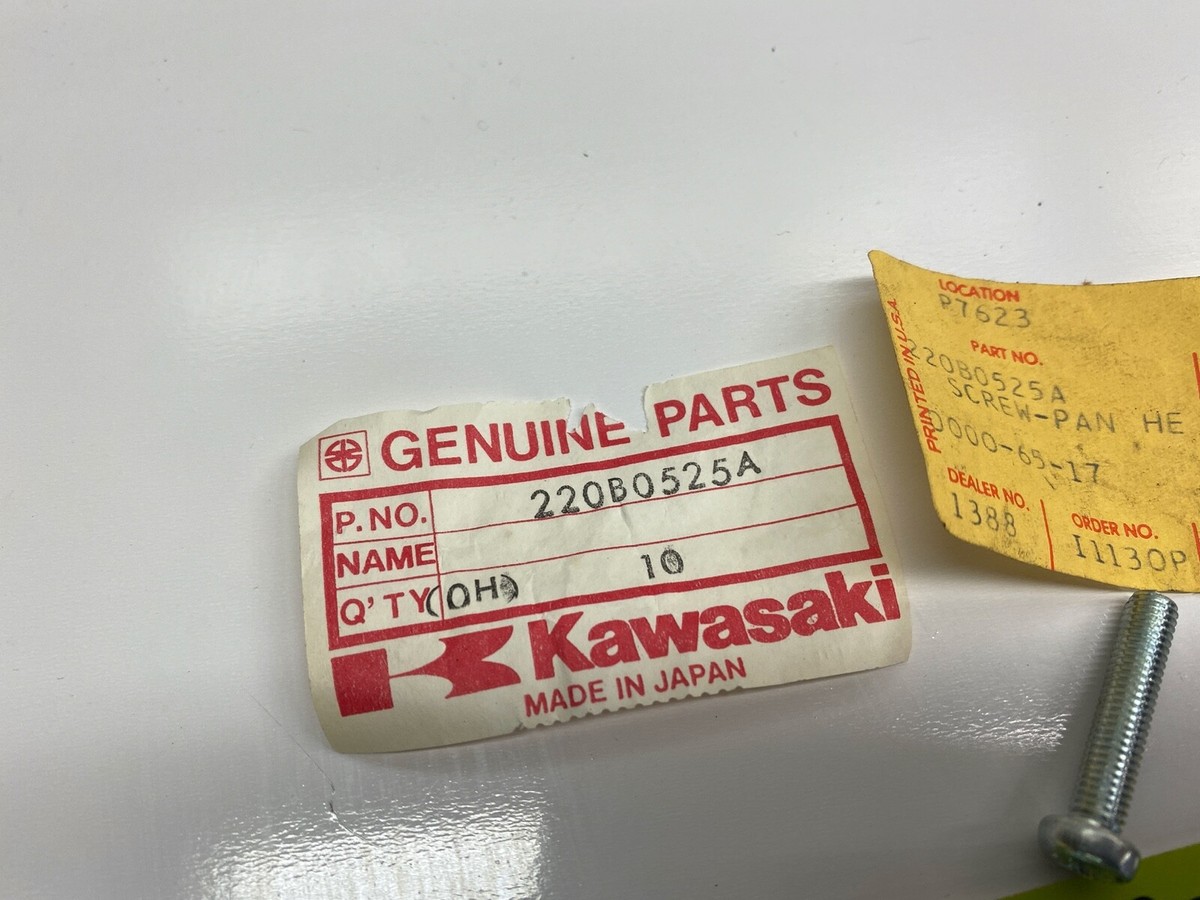 GENUINE PARTS
P. NO. 220B0525A
NAME
Q'TY (OH) 10
Kawasaki
MADE IN JAPAN
PRINTED IN U.S.A.
LOCATION
P7623
PART NO.
220B0525A
SCREW-PAN HE
0000-65-17
DEALER NO.
1388
ORDER NO.
I1130P